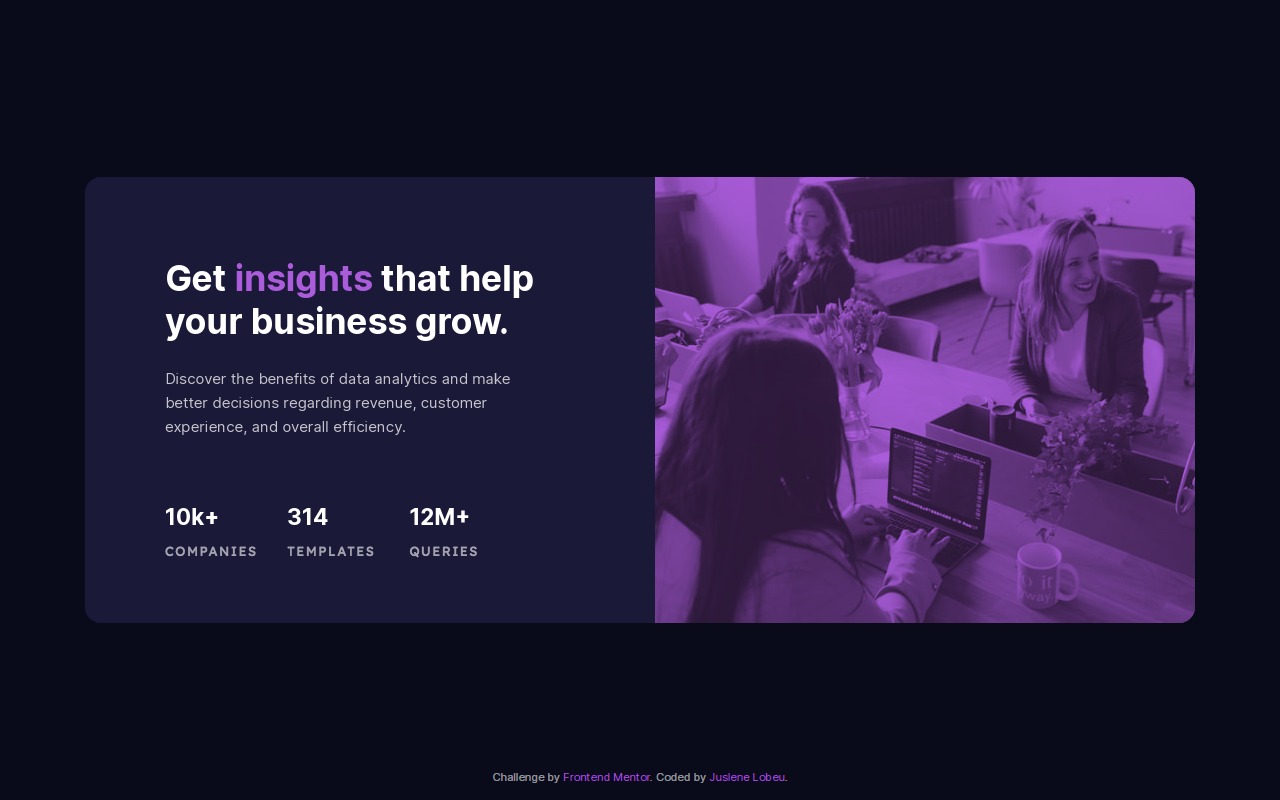 Get insights that help
your business grow.
Discover the benefits of data analytics and make
better decisions regarding revenue, customer
experience, and overall efficiency.
10k+ 314 12M+
COMPANIES TEMPLATES QUERIES
Challenge by Frontend Mentor. Coded by Juslene Lobeu.